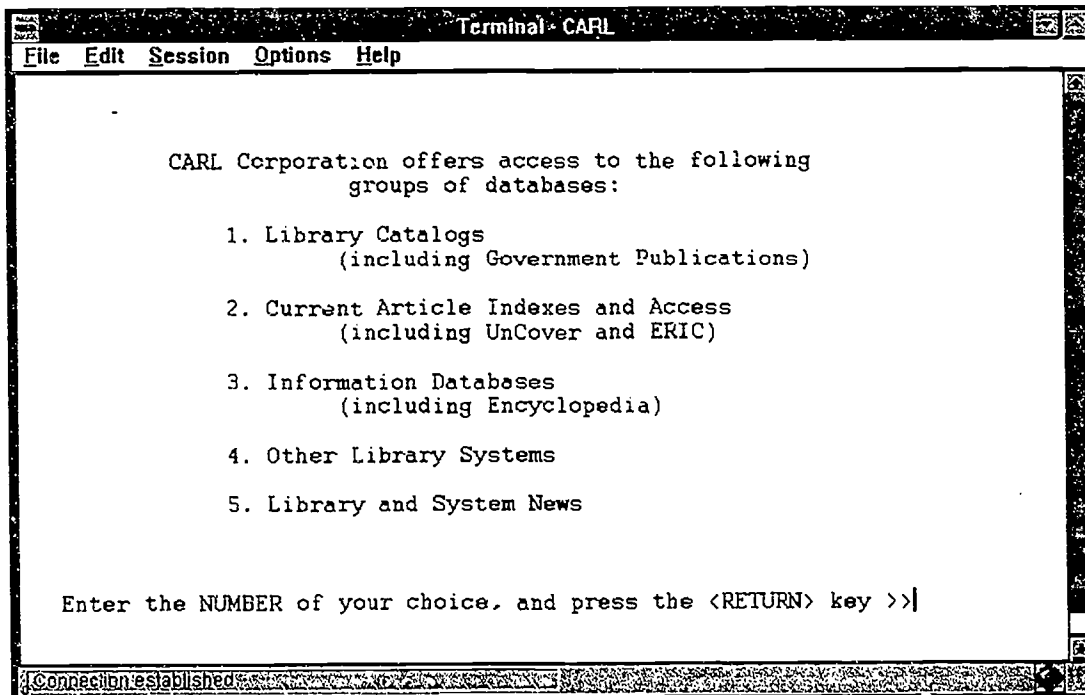 Terminal - CARL
File Edit Session Options Help
CARL Corporation offers access to the following
groups of databases:
1. Library Catalogs
(including Government Publications)
2. Current Article Indexes and Access
(including UnCover and ERIC)
3. Information Databases
(including Encyclopedia)
4. Other Library Systems
5. Library and System News
Enter the NUMBER of your choice, and press the <RETURN> key >>
Connection established